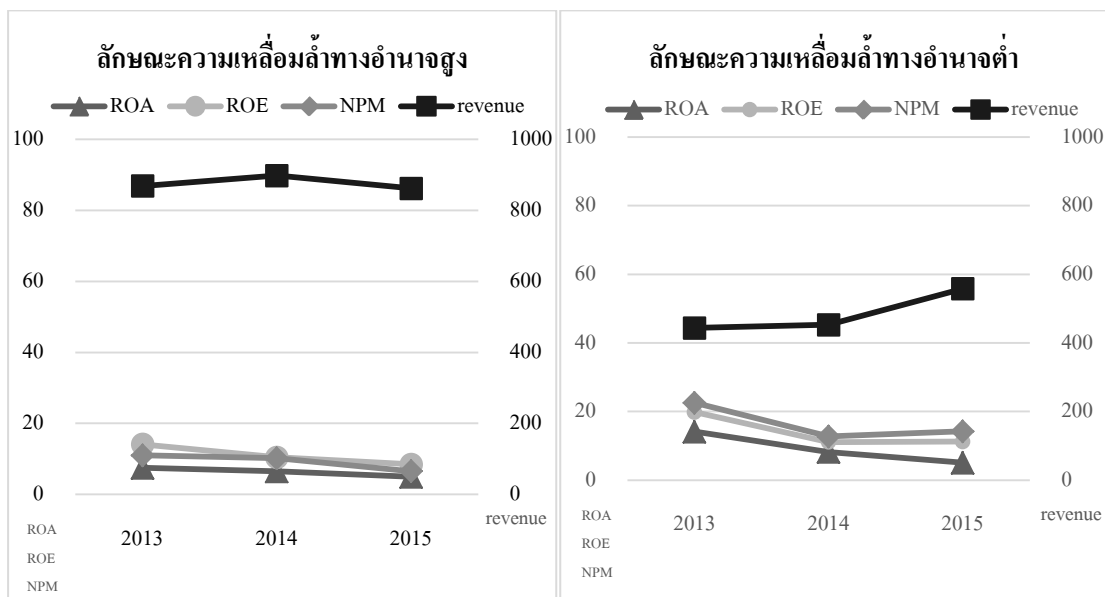 ลักษณะความเหลื่อมล้ำทางอำนาจสูง
ROA ROE NPM revenue
100 1000
80 800
60 600
40 400
20 200
0 0
2013 2014 2015
revenue
ROA
ROE
NPM
ลักษณะความเหลื่อมล้ำทางอำนาจต่ำ
ROA ROE NPM revenue
100 1000
80 800
60 600
40 400
20 200
0 0
2013 2014 2015
revenue
ROA
ROE
NPM